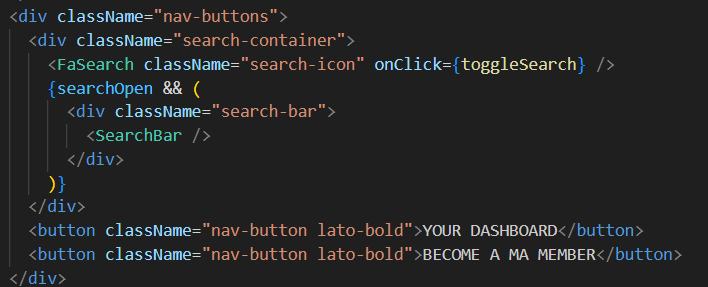 <div className="nav-buttons">
<div className="search-container">
<FaSearch className="search-icon" onClick={toggleSearch} />
{searchOpen && (
<div className="search-bar">
<SearchBar />
</div>
)}
</div>
<button className="nav-button lato-bold">YOUR DASHBOARD</button>
<button className="nav-button lato-bold">BECOME A MA MEMBER</button>
</div>